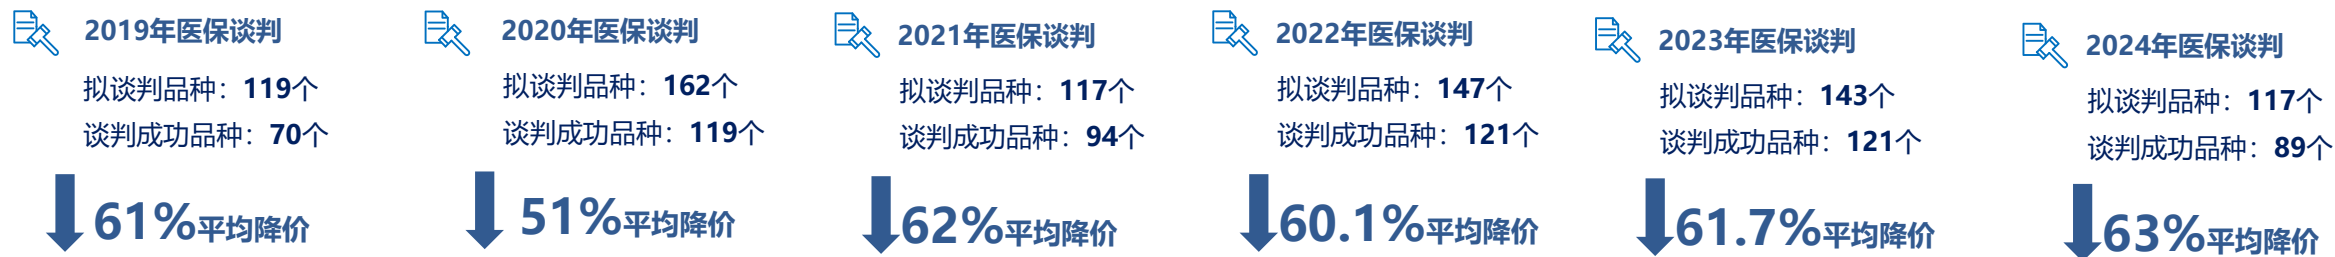 2019年医保谈判
拟谈判品种：119个
谈判成功品种：70个
61%平均降价
2020年医保谈判
拟谈判品种：162个
谈判成功品种：119个
51%平均降价
2021年医保谈判
拟谈判品种：117个
谈判成功品种：94个
62%平均降价
2022年医保谈判
拟谈判品种：147个
谈判成功品种：121个
60.1%平均降价
2023年医保谈判
拟谈判品种：143个
谈判成功品种：121个
61.7%平均降价
2024年医保谈判
拟谈判品种：117个
谈判成功品种：89个
63%平均降价